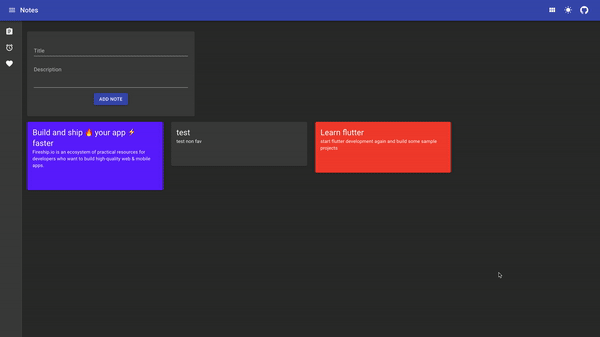 Notes
Title
Description
ADD NOTE
Build and ship 🔥 your app ⚡
faster
Fireship.io is an ecosystem of practical resources for
developers who want to build high-quality web & mobile
apps.
test
test non fav
Learn flutter
start flutter development again and build some sample
projects